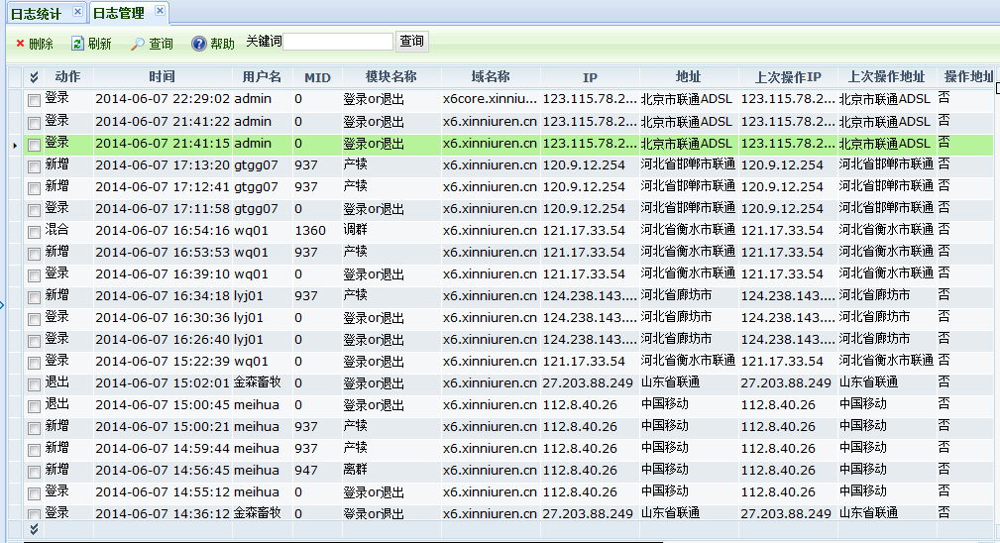 日志统计 日志管理
删除 刷新 查询 帮助 关键词 查询
动作 时间 用户名 MID 模块名称 域名称 IP 地址 上次操作IP 上次操作地址 操作地址
登录 2014-06-07 22:29:02 admin 0 登录or退出 x6core.xinniu... 123.115.78.2... 北京市联通ADSL 123.115.78.2... 北京市联通ADSL 否
登录 2014-06-07 21:41:22 admin 0 登录or退出 x6.xinniuren.cn 123.115.78.2... 北京市联通ADSL 123.115.78.2... 北京市联通ADSL 否
登录 2014-06-07 21:41:15 admin 0 登录or退出 x6.xinniuren.cn 123.115.78.2... 北京市联通ADSL 123.115.78.2... 北京市联通ADSL 否
新增 2014-06-07 17:13:20 gtgg07 937 产犊 x6.xinniuren.cn 120.9.12.254 河北省邯郸市联通 120.9.12.254 河北省邯郸市联通 否
新增 2014-06-07 17:12:41 gtgg07 937 产犊 x6.xinniuren.cn 120.9.12.254 河北省邯郸市联通 120.9.12.254 河北省邯郸市联通 否
登录 2014-06-07 17:11:58 gtgg07 0 登录or退出 x6.xinniuren.cn 120.9.12.254 河北省邯郸市联通 120.9.12.254 河北省邯郸市联通 否
混合 2014-06-07 16:54:16 wq01 1360 调群 x6.xinniuren.cn 121.17.33.54 河北省衡水市联通 121.17.33.54 河北省衡水市联通 否
新增 2014-06-07 16:53:53 wq01 937 产犊 x6.xinniuren.cn 121.17.33.54 河北省衡水市联通 121.17.33.54 河北省衡水市联通 否
登录 2014-06-07 16:39:10 wq01 0 登录or退出 x6.xinniuren.cn 121.17.33.54 河北省衡水市联通 121.17.33.54 河北省衡水市联通 否
新增 2014-06-07 16:34:18 lyj01 937 产犊 x6.xinniuren.cn 124.238.143.... 河北省廊坊市 124.238.143.... 河北省廊坊市 否
登录 2014-06-07 16:30:36 lyj01 0 登录or退出 x6.xinniuren.cn 124.238.143.... 河北省廊坊市 124.238.143.... 河北省廊坊市 否
登录 2014-06-07 16:26:40 lyj01 0 登录or退出 x6.xinniuren.cn 124.238.143.... 河北省廊坊市 124.238.143.... 河北省廊坊市 否
登录 2014-06-07 15:22:39 wq01 0 登录or退出 x6.xinniuren.cn 121.17.33.54 河北省衡水市联通 121.17.33.54 河北省衡水市联通 否
退出 2014-06-07 15:02:01 金森畜牧 0 登录or退出 x6.xinniuren.cn 27.203.88.249 山东省联通 27.203.88.249 山东省联通 否
退出 2014-06-07 15:00:45 meihua 0 登录or退出 x6.xinniuren.cn 112.8.40.26 中国移动 112.8.40.26 中国移动 否
新增 2014-06-07 15:00:21 meihua 937 产犊 x6.xinniuren.cn 112.8.40.26 中国移动 112.8.40.26 中国移动 否
新增 2014-06-07 14:59:44 meihua 937 产犊 x6.xinniuren.cn 112.8.40.26 中国移动 112.8.40.26 中国移动 否
新增 2014-06-07 14:56:45 meihua 947 离群 x6.xinniuren.cn 112.8.40.26 中国移动 112.8.40.26 中国移动 否
登录 2014-06-07 14:55:12 meihua 0 登录or退出 x6.xinniuren.cn 112.8.40.26 中国移动 112.8.40.26 中国移动 否
登录 2014-06-07 14:36:12 金森畜牧 0 登录or退出 x6.xinniuren.cn 27.203.88.249 山东省联通 27.203.88.249 山东省联通 否